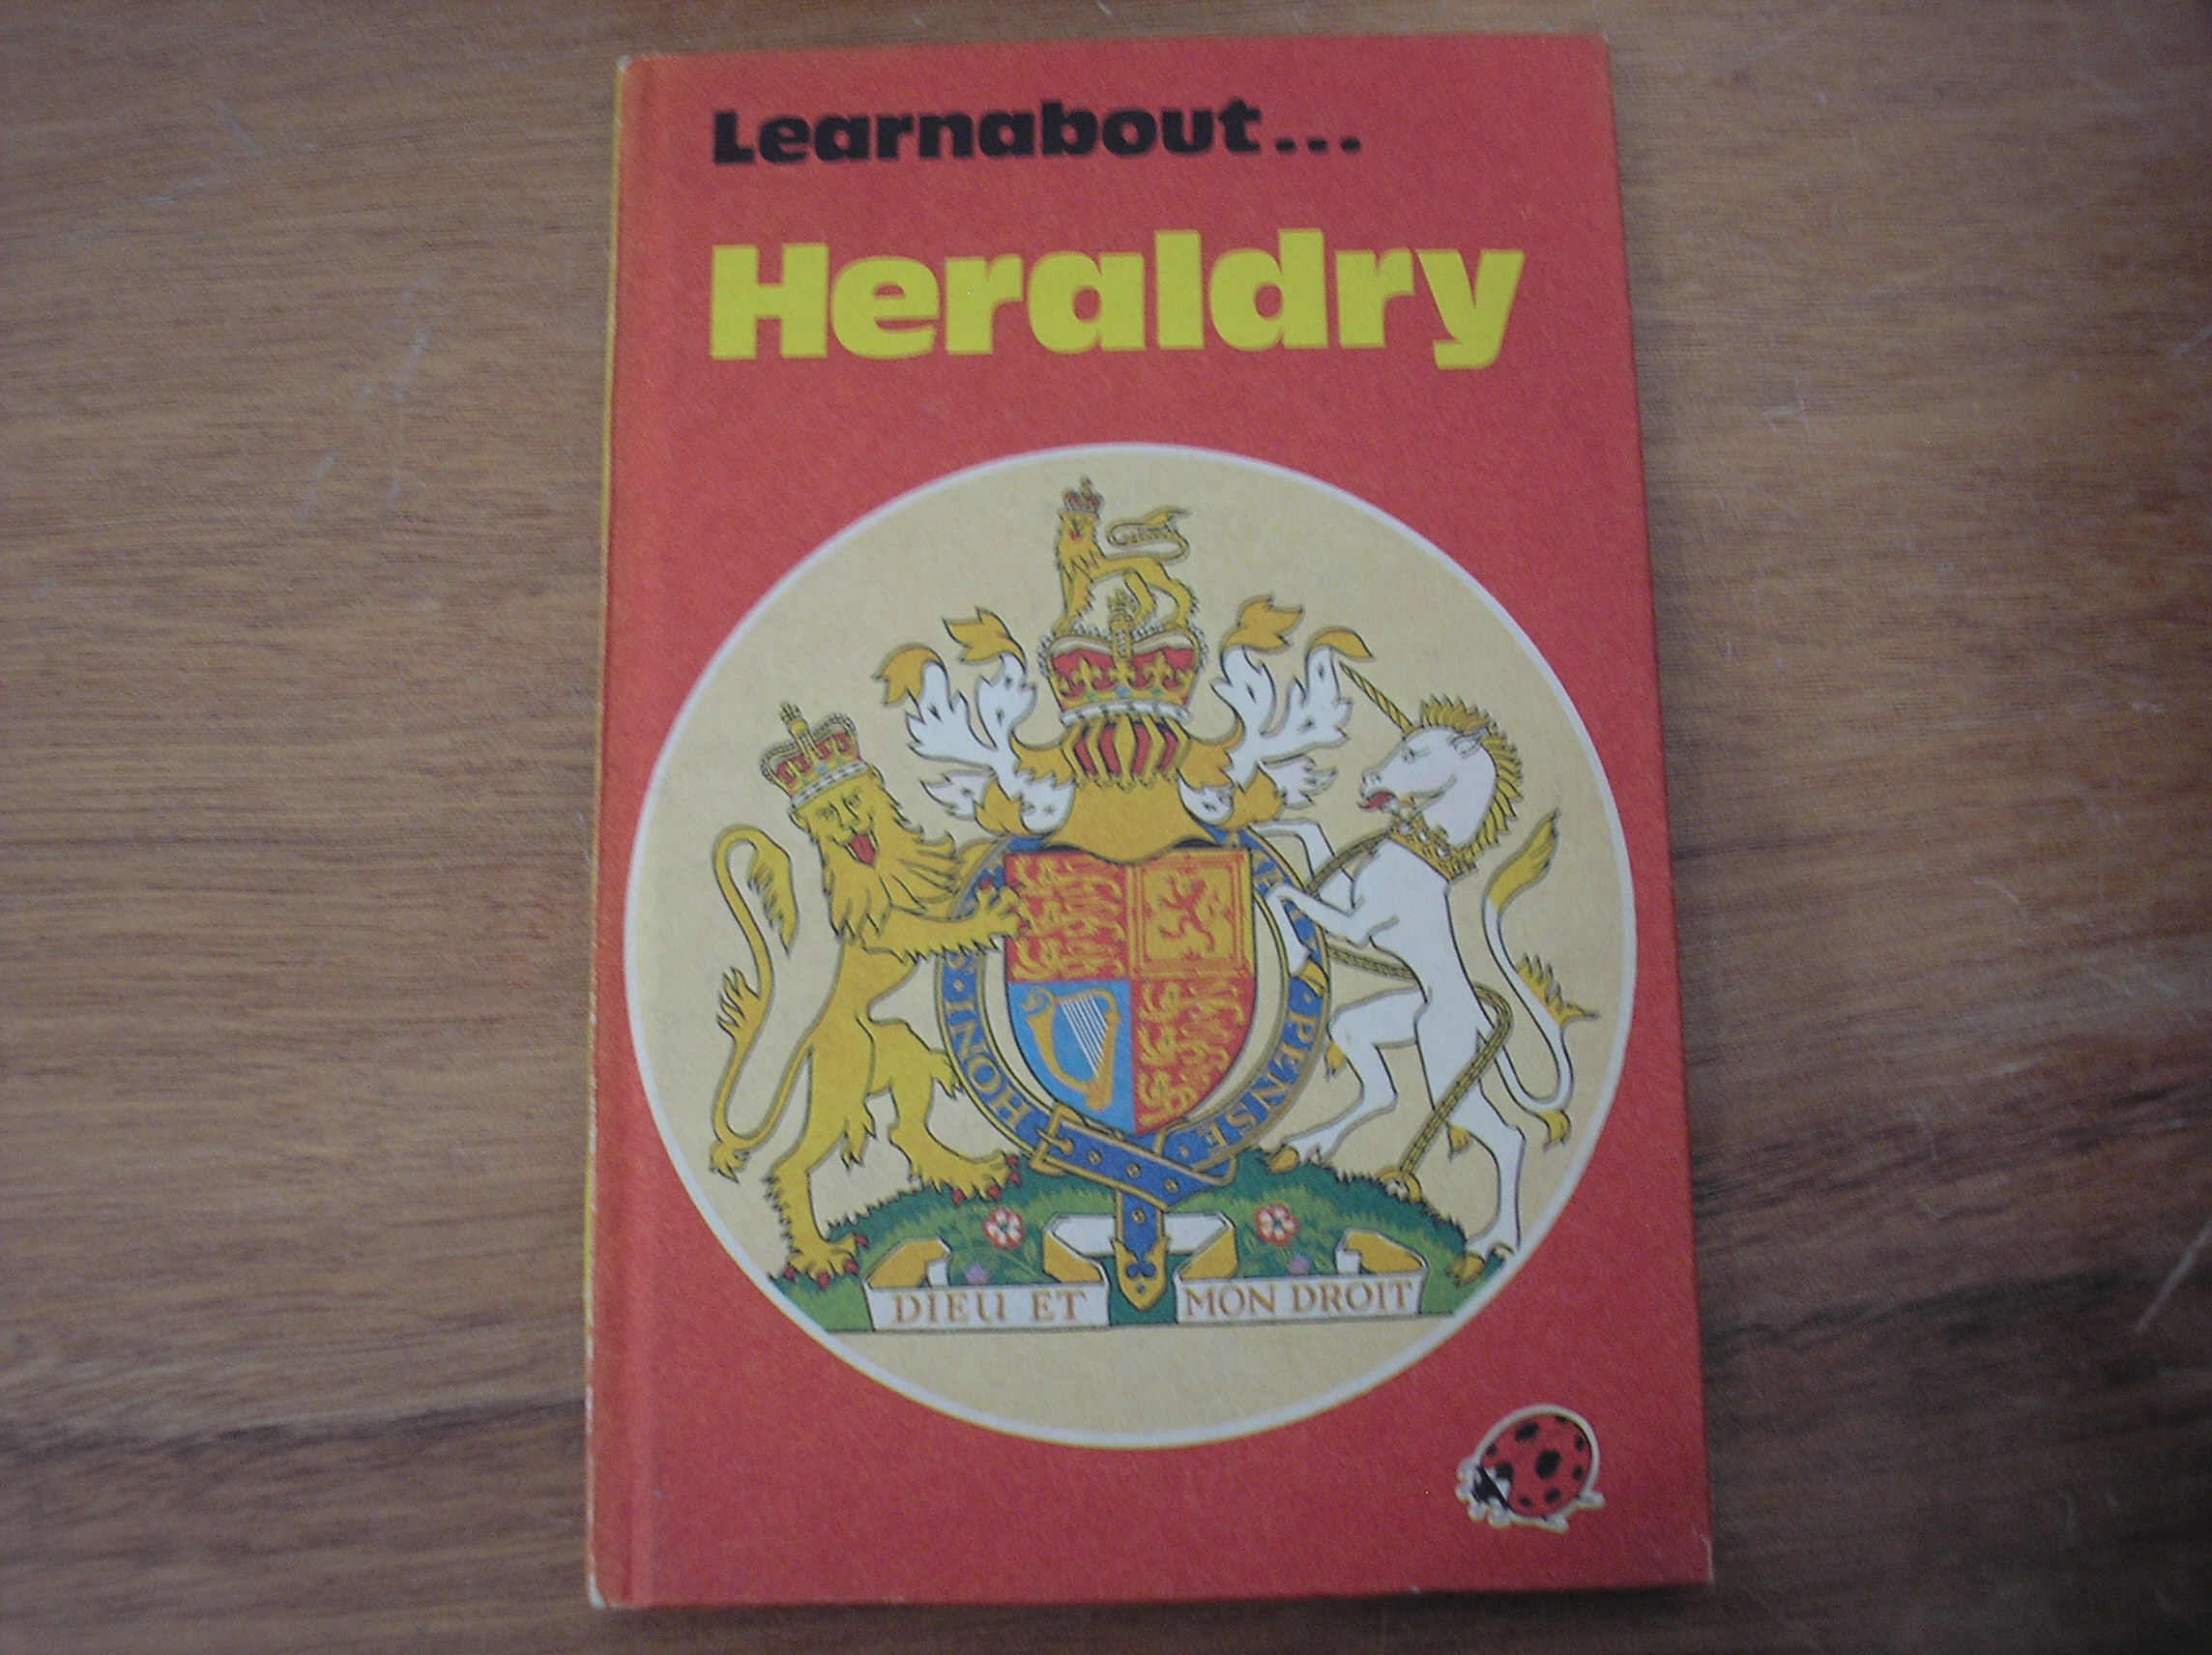 Learnabout...
Heraldry
HONI
PENSE
DIEU ET MON DROIT